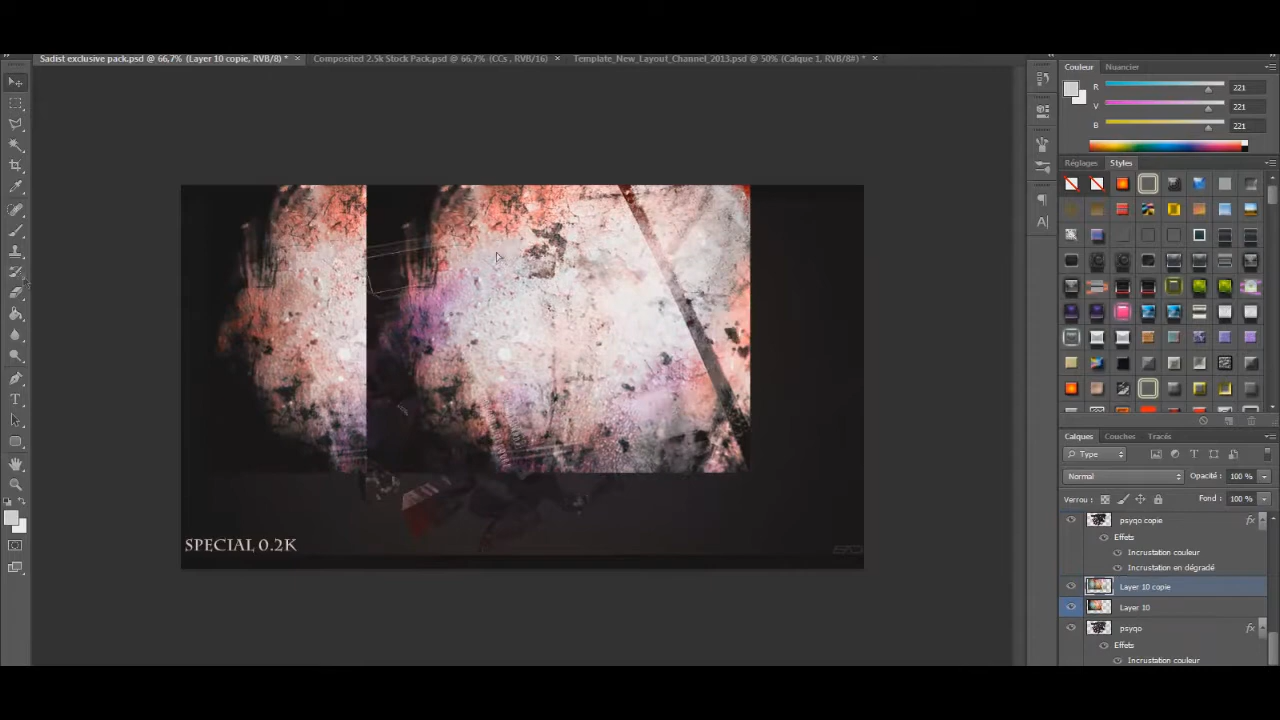 Sadist exclusive pack.psd @ 66,7% (Layer 10 copie, RVB/8) * × Composited 2.5k Stock Pack.psd @ 66,7% (CCs , RVB/16) × Template_New_Layout_Channel_2013.psd @ 50% (Calque 1, RVB/8#) * ×
Couleur Nuancier
R 221
V 221
B 221
Réglages Styles
SPECIAL 0.2K
Calques Couches Tracés
Type
Normal Opacité : 100 %
Verrou : Fond : 100 %
psyqo copie fx
Effets
Incrustation couleur
Incrustation en dégradé
Layer 10 copie
Layer 10
psyqo fx
Effets
Incrustation couleur